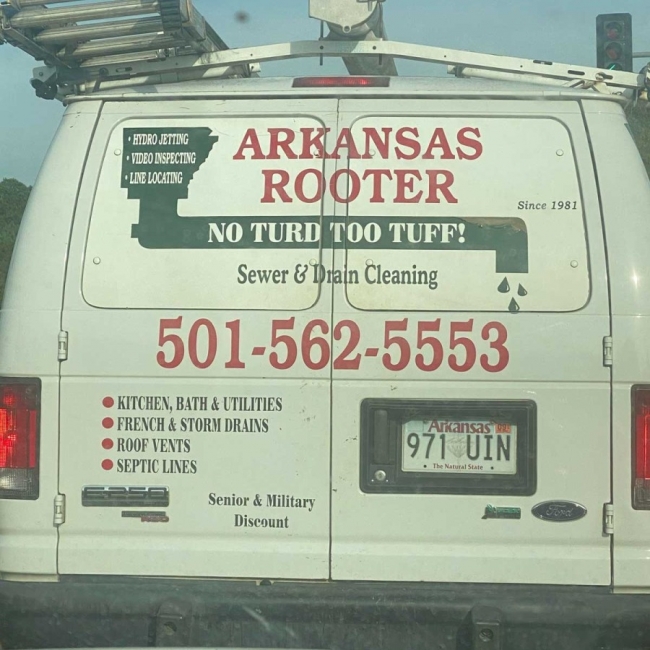 • HYDRO JETTING
• VIDEO INSPECTING
• LINE LOCATING
ARKANSAS
ROOTER
Since 1981
NO TURD TOO TUFF!
Sewer & Drain Cleaning
501-562-5553
• KITCHEN, BATH & UTILITIES
• FRENCH & STORM DRAINS
• ROOF VENTS
• SEPTIC LINES
Arkansas
971 UIN
• The Natural State •
Senior & Military
Discount
Ford